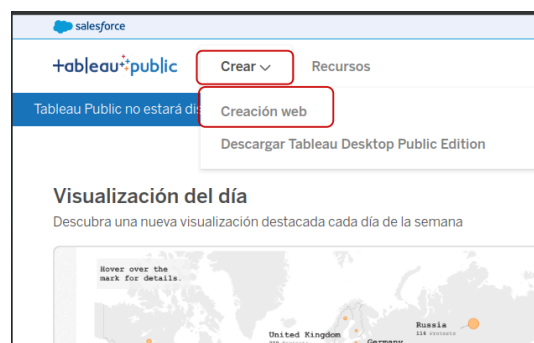 salesforce
tableau public
Crear
Recursos
Tableau Public no estará di
Creación web
Descargar Tableau Desktop Public Edition
Visualización del día
Descubra una nueva visualización destacada cada día de la semana
Hover over the
mark for details.
Russia
United Kingdom
Germany